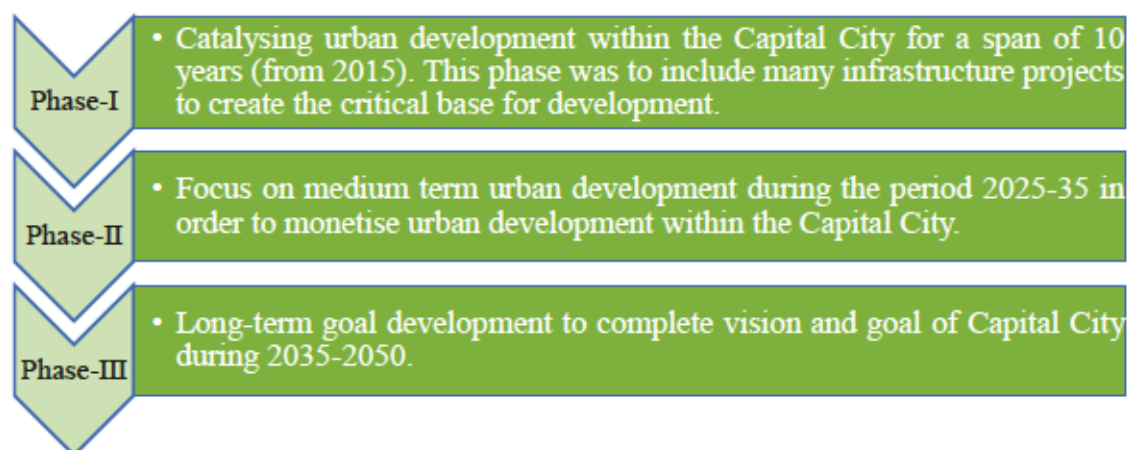 Phase-I
• Catalysing urban development within the Capital City for a span of 10
years (from 2015). This phase was to include many infrastructure projects
to create the critical base for development.
Phase-II
• Focus on medium term urban development during the period 2025-35 in
order to monetise urban development within the Capital City.
Phase-III
• Long-term goal development to complete vision and goal of Capital City
during 2035-2050.